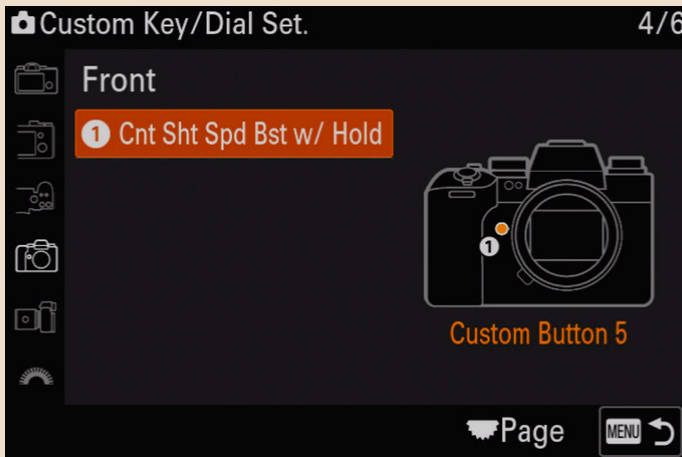 Custom Key/Dial Set.
4/6
Front
1 Cnt Sht Spd Bst w/ Hold
1
Custom Button 5
Page
MENU